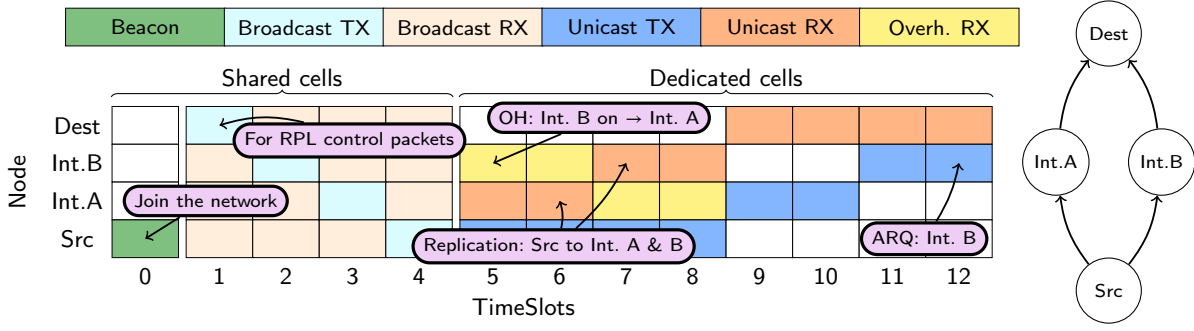 Beacon Broadcast TX Broadcast RX Unicast TX Unicast RX Overh. RX
Shared cells Dedicated cells
Node
Dest
Int.B
Int.A
Src
For RPL control packets
OH: Int. B on → Int. A
Join the network
Replication: Src to Int. A & B
ARQ: Int. B
0 1 2 3 4 5 6 7 8 9 10 11 12
TimeSlots
Dest
Int.A Int.B
Src